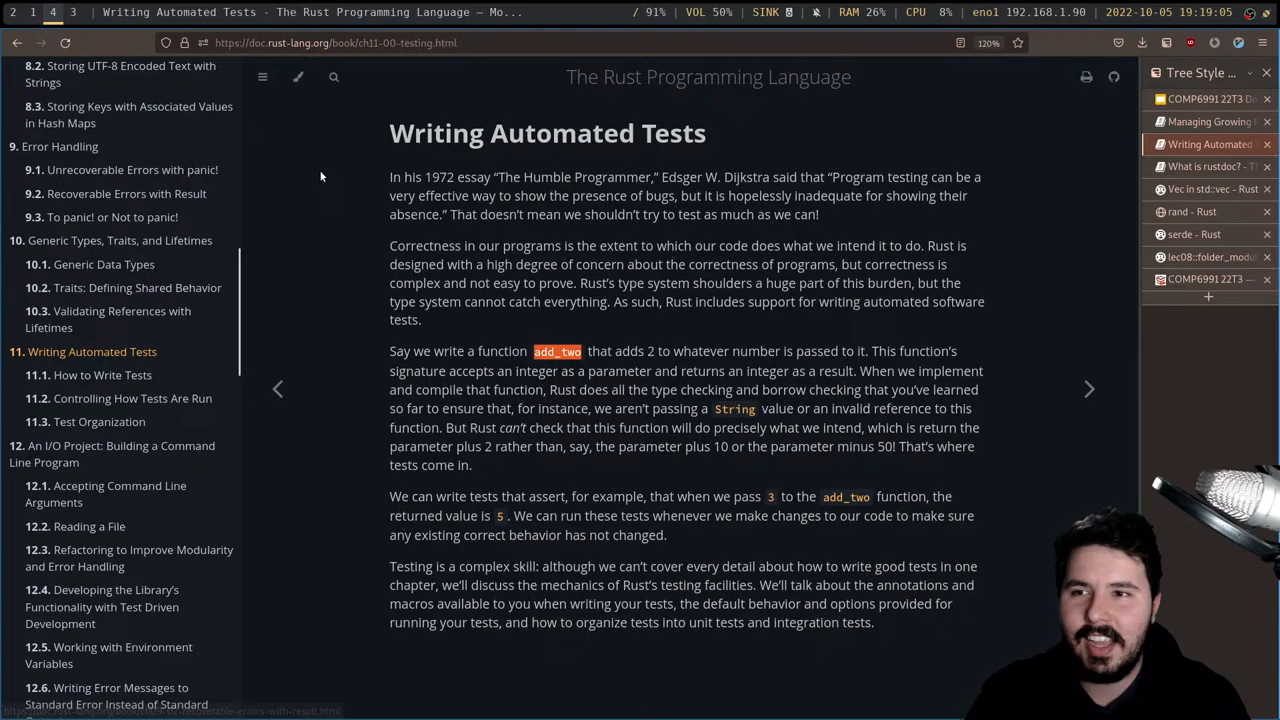 2 1 4 3 Writing Automated Tests - The Rust Programming Language — Mo...
/ 91% VOL 50% SINK RAM 26% CPU 8% eno1 192.168.1.90 2022-10-05 19:19:05
https://doc.rust-lang.org/book/ch11-00-testing.html
120%
8.2. Storing UTF-8 Encoded Text with
Strings
8.3. Storing Keys with Associated Values
in Hash Maps
9. Error Handling
9.1. Unrecoverable Errors with panic!
9.2. Recoverable Errors with Result
9.3. To panic! or Not to panic!
10. Generic Types, Traits, and Lifetimes
10.1. Generic Data Types
10.2. Traits: Defining Shared Behavior
10.3. Validating References with
Lifetimes
11. Writing Automated Tests
11.1. How to Write Tests
11.2. Controlling How Tests Are Run
11.3. Test Organization
12. An I/O Project: Building a Command
Line Program
12.1. Accepting Command Line
Arguments
12.2. Reading a File
12.3. Refactoring to Improve Modularity
and Error Handling
12.4. Developing the Library’s
Functionality with Test Driven
Development
12.5. Working with Environment
Variables
12.6. Writing Error Messages to
Standard Error Instead of Standard
https://doc.rust-lang.org/book/ch09-02-recoverable-errors-with-result.html
The Rust Programming Language
Writing Automated Tests
In his 1972 essay “The Humble Programmer,” Edsger W. Dijkstra said that “Program testing can be a
very effective way to show the presence of bugs, but it is hopelessly inadequate for showing their
absence.” That doesn’t mean we shouldn’t try to test as much as we can!
Correctness in our programs is the extent to which our code does what we intend it to do. Rust is
designed with a high degree of concern about the correctness of programs, but correctness is
complex and not easy to prove. Rust’s type system shoulders a huge part of this burden, but the
type system cannot catch everything. As such, Rust includes support for writing automated software
tests.
Say we write a function add_two that adds 2 to whatever number is passed to it. This function’s
signature accepts an integer as a parameter and returns an integer as a result. When we implement
and compile that function, Rust does all the type checking and borrow checking that you’ve learned
so far to ensure that, for instance, we aren’t passing a String value or an invalid reference to this
function. But Rust can’t check that this function will do precisely what we intend, which is return the
parameter plus 2 rather than, say, the parameter plus 10 or the parameter minus 50! That’s where
tests come in.
We can write tests that assert, for example, that when we pass 3 to the add_two function, the
returned value is 5. We can run these tests whenever we make changes to our code to make sure
any existing correct behavior has not changed.
Testing is a complex skill: although we can’t cover every detail about how to write good tests in one
chapter, we’ll discuss the mechanics of Rust’s testing facilities. We’ll talk about the annotations and
macros available to you when writing your tests, the default behavior and options provided for
running your tests, and how to organize tests into unit tests and integration tests.
Tree Style ...
COMP6991 22T3 Do
Managing Growing
Writing Automated
What is rustdoc? - T
Vec in std::vec - Rust
rand - Rust
serde - Rust
lec08::folder_modu
COMP6991 22T3 —